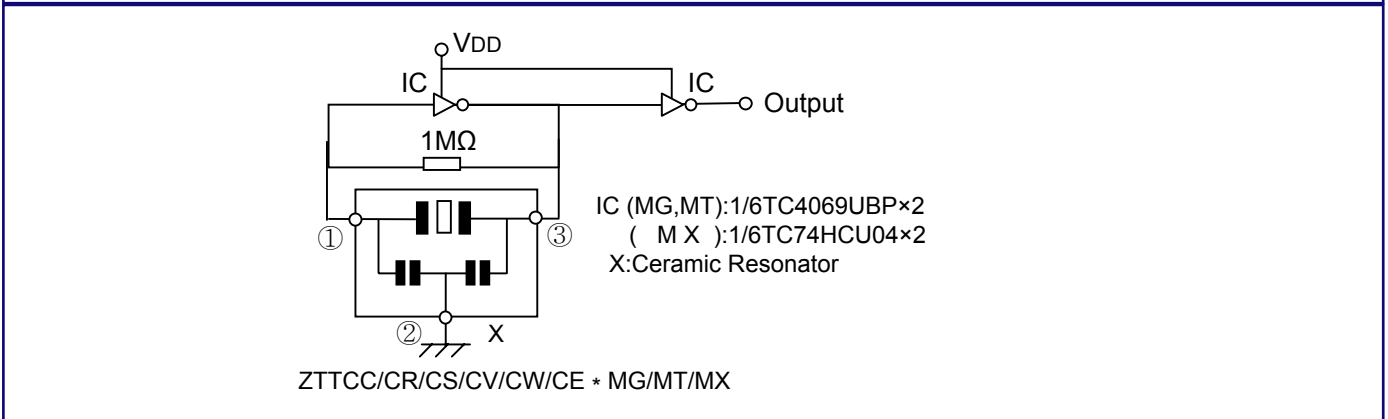 VDD
IC
IC
Output
1MΩ
IC (MG,MT):1/6TC4069UBP×2
( M X ):1/6TC74HCU04×2
①
③
X:Ceramic Resonator
②
X
ZTTCC/CR/CS/CV/CW/CE * MG/MT/MX